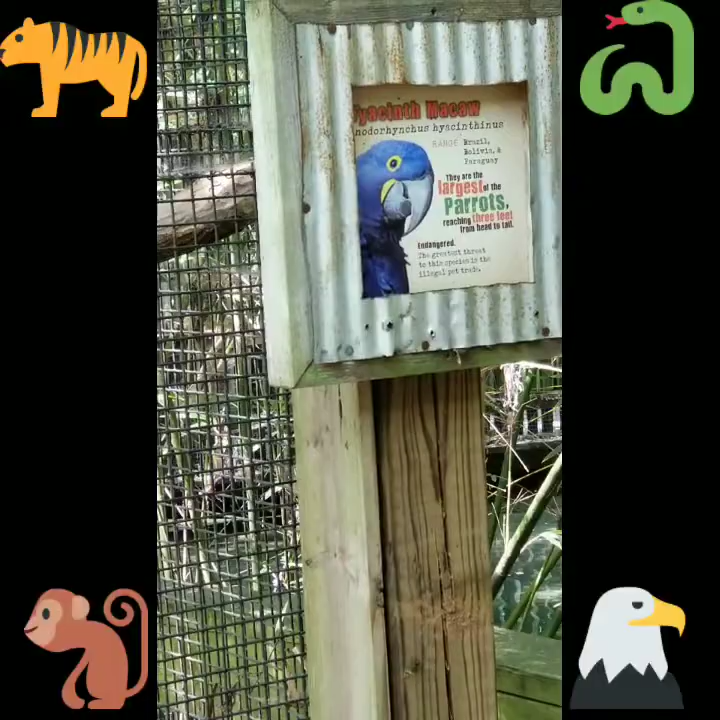 Hyacinth Macaw
nodorhynchus hyacinthinus
RANGE Brazil,
Bolivia, &
Paraguay
They are the
largest of the
Parrots,
reaching three feet
from head to tail.
Endangered.
The greatest threat
to this species is the
illegal pet trade.